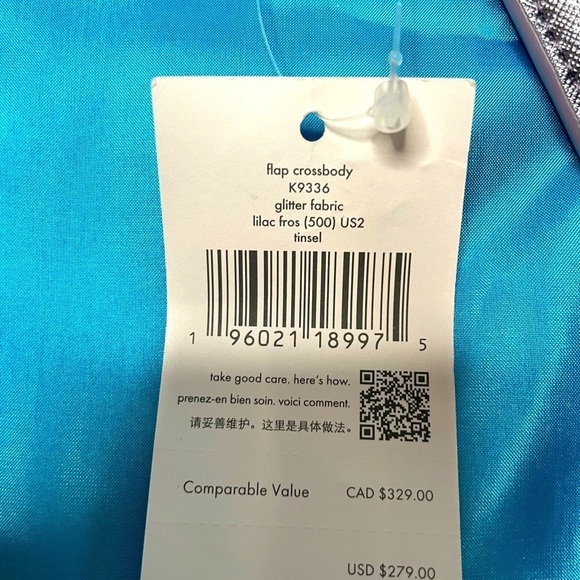 flap crossbody
K9336
glitter fabric
lilac fros (500) US2
tinsel
1 96021 18997 5
take good care. here's how.
prenez-en bien soin. voici comment.
请妥善维护。这里是具体做法。
Comparable Value CAD $329.00
USD $279.00